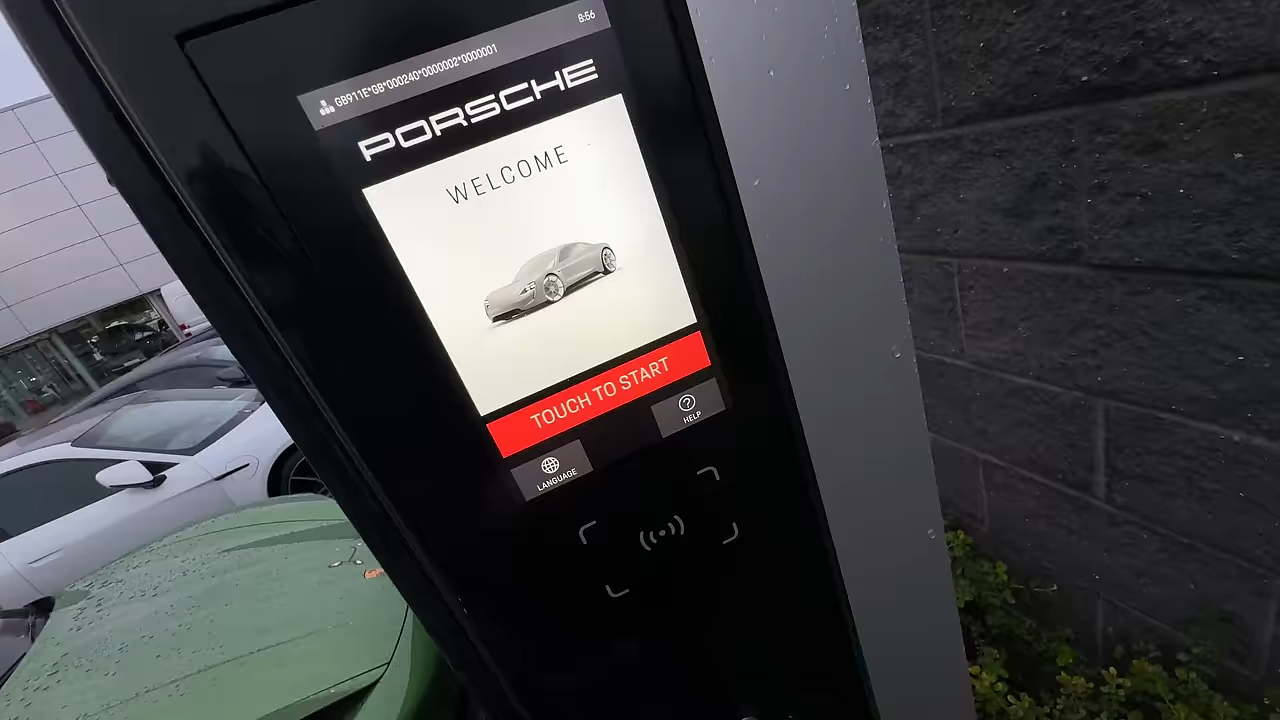 8:56
GB911E*GB*000240*0000002*0000001
PORSCHE
WELCOME
TOUCH TO START
HELP
LANGUAGE